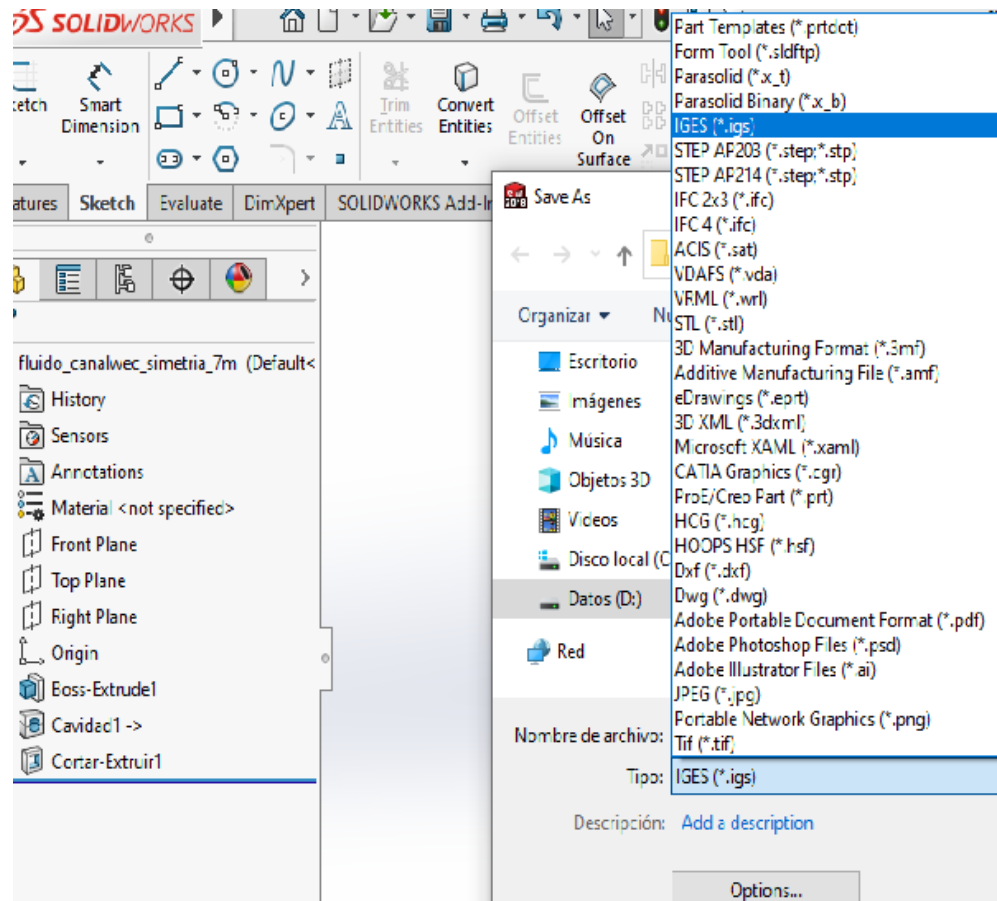 SOLIDWORKS
Smart
Dimension
Trim
Entities
Convert
Entities
Offset
Entities
Offset
On
Surface
Sketch
Evaluate
DimXpert
SOLIDWORKS Add-In
fluido_canalwec_simetria_7m (Default<
History
Sensors
Annotations
Material <not specified>
Front Plane
Top Plane
Right Plane
Origin
Boss-Extrude1
Cavidad1 ->
Cortar-Extruir1
Save As
Organizar
Escritorio
Imágenes
Música
Objetos 3D
Videos
Disco local (C
Datos (D:)
Red
Part Templates (*.prtdot)
Form Tool (*.sldftp)
Parasolid (*.x_t)
Parasolid Binary (*.x_b)
IGES (*.igs)
STEP AP203 (*.step;*.stp)
STEP AP214 (*.step;*.stp)
IFC 2x3 (*.ifc)
IFC 4 (*.ifc)
ACIS (*.sat)
VDAFS (*.vda)
VRML (*.wrl)
STL (*.stl)
3D Manufacturing Format (*.3mf)
Additive Manufacturing File (*.amf)
eDrawings (*.eprt)
3D XML (*.3dxml)
Microsoft XAML (*.xaml)
CATIA Graphics (*.cgr)
ProE/Creo Part (*.prt)
HCG (*.hcg)
HOOPS HSF (*.hsf)
Dxf (*.dxf)
Dwg (*.dwg)
Adobe Portable Document Format (*.pdf)
Adobe Photoshop Files (*.psd)
Adobe Illustrator Files (*.ai)
JPEG (*.jpg)
Portable Network Graphics (*.png)
Tif (*.tif)
Nombre de archivo:
Tipo: IGES (*.igs)
Descripción: Add a description
Options...